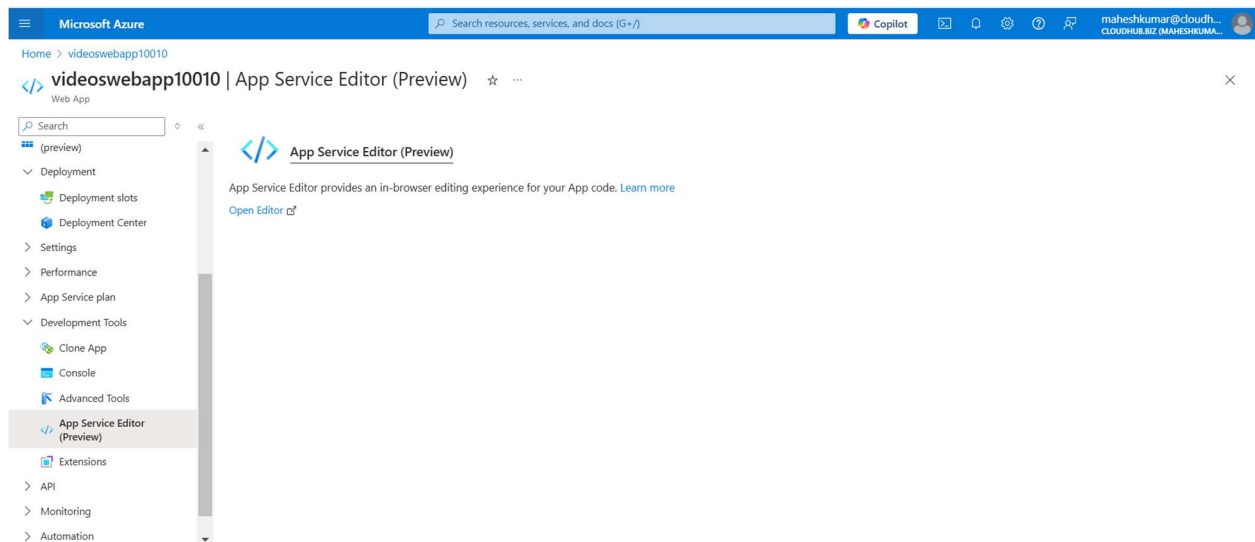 Microsoft Azure
Search resources, services, and docs (G+/)
Copilot
maheshkumar@cloudh...
CLOUDHUB.BIZ (MAHESHKUMA...
Home > videoswebapp10010
videoswebapp10010 | App Service Editor (Preview)
Web App
Search
(preview)
Deployment
Deployment slots
Deployment Center
Settings
Performance
App Service plan
Development Tools
Clone App
Console
Advanced Tools
App Service Editor
(Preview)
Extensions
API
Monitoring
Automation
App Service Editor (Preview)
App Service Editor provides an in-browser editing experience for your App code. Learn more
Open Editor